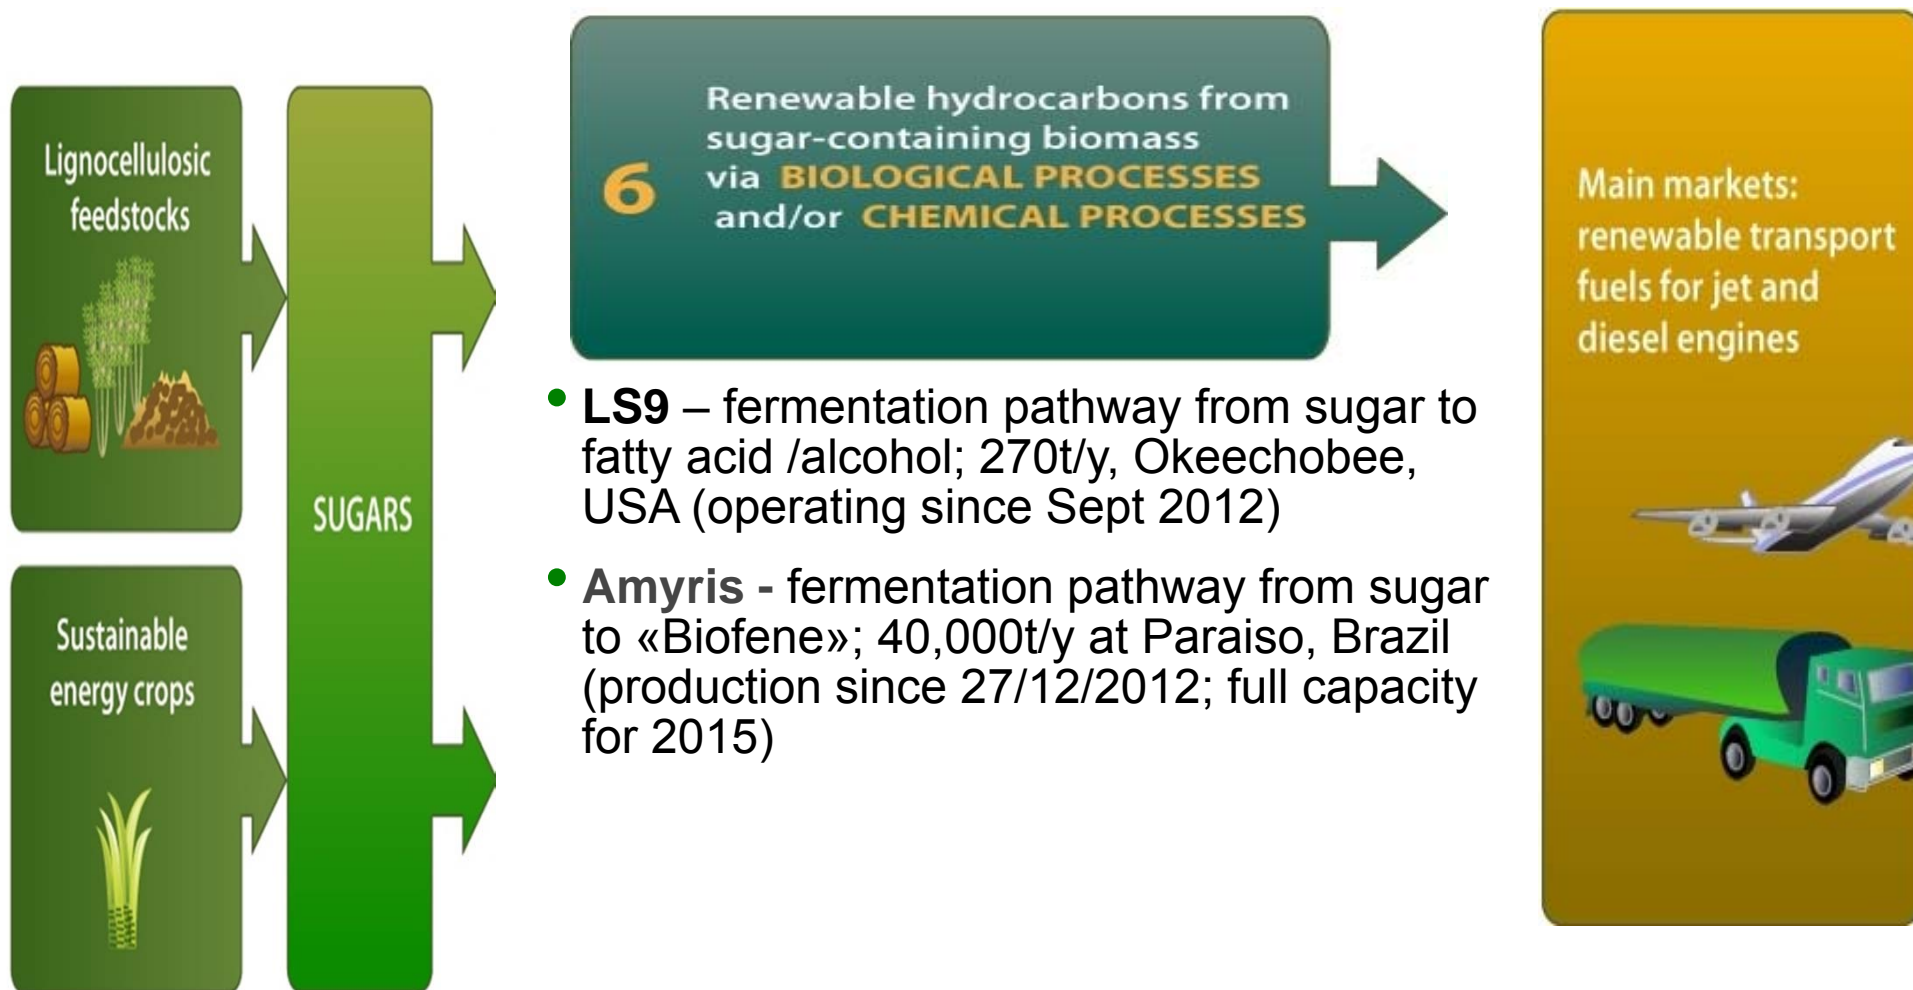 Lignocellulosic
feedstocks
Sustainable
energy crops
SUGARS
6
Renewable hydrocarbons from
sugar-containing biomass
via BIOLOGICAL PROCESSES
and/or CHEMICAL PROCESSES
• LS9 – fermentation pathway from sugar to
fatty acid /alcohol; 270t/y, Okeechobee,
USA (operating since Sept 2012)
• Amyris - fermentation pathway from sugar
to «Biofene»; 40,000t/y at Paraiso, Brazil
(production since 27/12/2012; full capacity
for 2015)
Main markets:
renewable transport
fuels for jet and
diesel engines